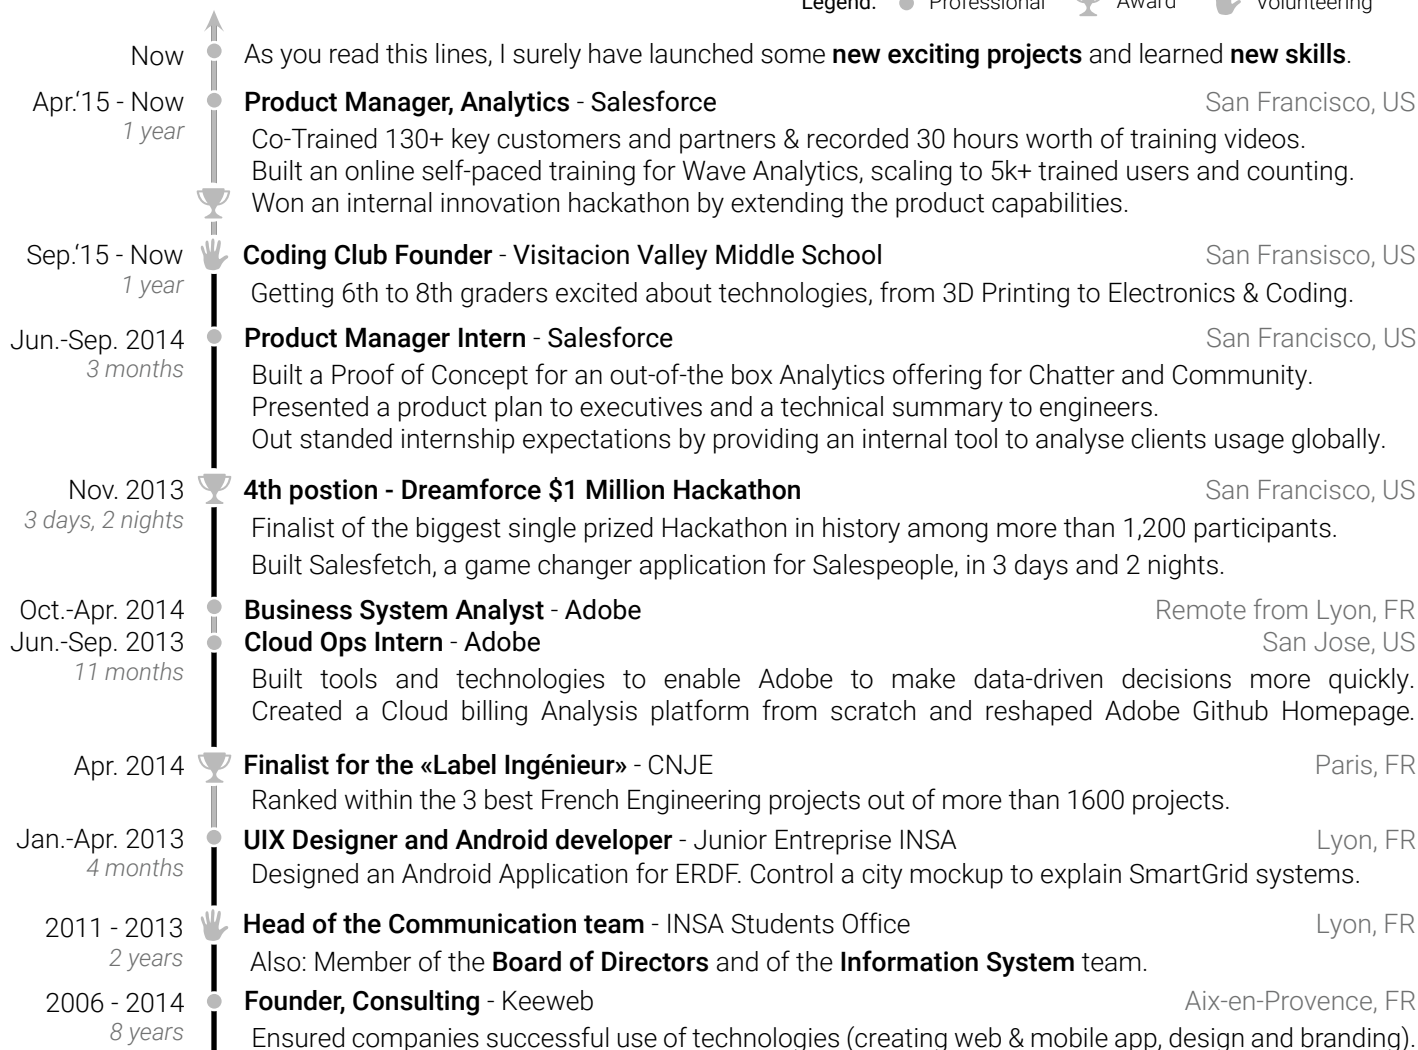 Legend: Professional Award Volunteering
Now As you read this lines, I surely have launched some new exciting projects and learned new skills.
Apr.‘15 - Now Product Manager, Analytics - Salesforce San Francisco, US
1 year
Co-Trained 130+ key customers and partners & recorded 30 hours worth of training videos.
Built an online self-paced training for Wave Analytics, scaling to 5k+ trained users and counting.
Won an internal innovation hackathon by extending the product capabilities.
Sep.‘15 - Now Coding Club Founder - Visitacion Valley Middle School San Fransisco, US
1 year
Getting 6th to 8th graders excited about technologies, from 3D Printing to Electronics & Coding.
Jun.-Sep. 2014 Product Manager Intern - Salesforce San Francisco, US
3 months
Built a Proof of Concept for an out-of-the box Analytics offering for Chatter and Community.
Presented a product plan to executives and a technical summary to engineers.
Out standed internship expectations by providing an internal tool to analyse clients usage globally.
Nov. 2013 4th postion - Dreamforce $1 Million Hackathon San Francisco, US
3 days, 2 nights
Finalist of the biggest single prized Hackathon in history among more than 1,200 participants.
Built Salesfetch, a game changer application for Salespeople, in 3 days and 2 nights.
Oct.-Apr. 2014 Business System Analyst - Adobe Remote from Lyon, FR
Jun.-Sep. 2013 Cloud Ops Intern - Adobe San Jose, US
11 months
Built tools and technologies to enable Adobe to make data-driven decisions more quickly.
Created a Cloud billing Analysis platform from scratch and reshaped Adobe Github Homepage.
Apr. 2014 Finalist for the «Label Ingénieur» - CNJE Paris, FR
Ranked within the 3 best French Engineering projects out of more than 1600 projects.
Jan.-Apr. 2013 UIX Designer and Android developer - Junior Entreprise INSA Lyon, FR
4 months
Designed an Android Application for ERDF. Control a city mockup to explain SmartGrid systems.
2011 - 2013 Head of the Communication team - INSA Students Office Lyon, FR
2 years
Also: Member of the Board of Directors and of the Information System team.
2006 - 2014 Founder, Consulting - Keeweb Aix-en-Provence, FR
8 years
Ensured companies successful use of technologies (creating web & mobile app, design and branding).